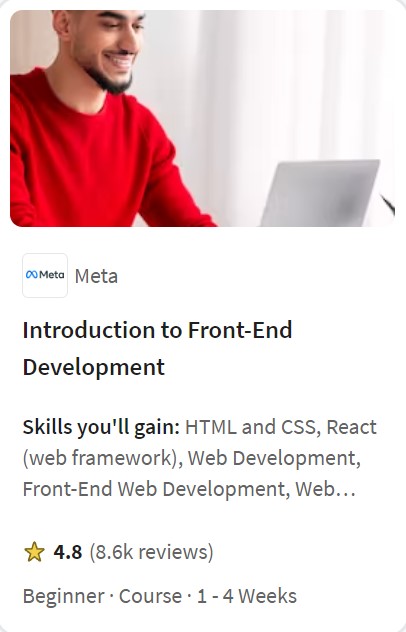 Meta
Meta
Introduction to Front-End
Development
Skills you'll gain: HTML and CSS, React
(web framework), Web Development,
Front-End Web Development, Web…
4.8 (8.6k reviews)
Beginner · Course · 1 - 4 Weeks